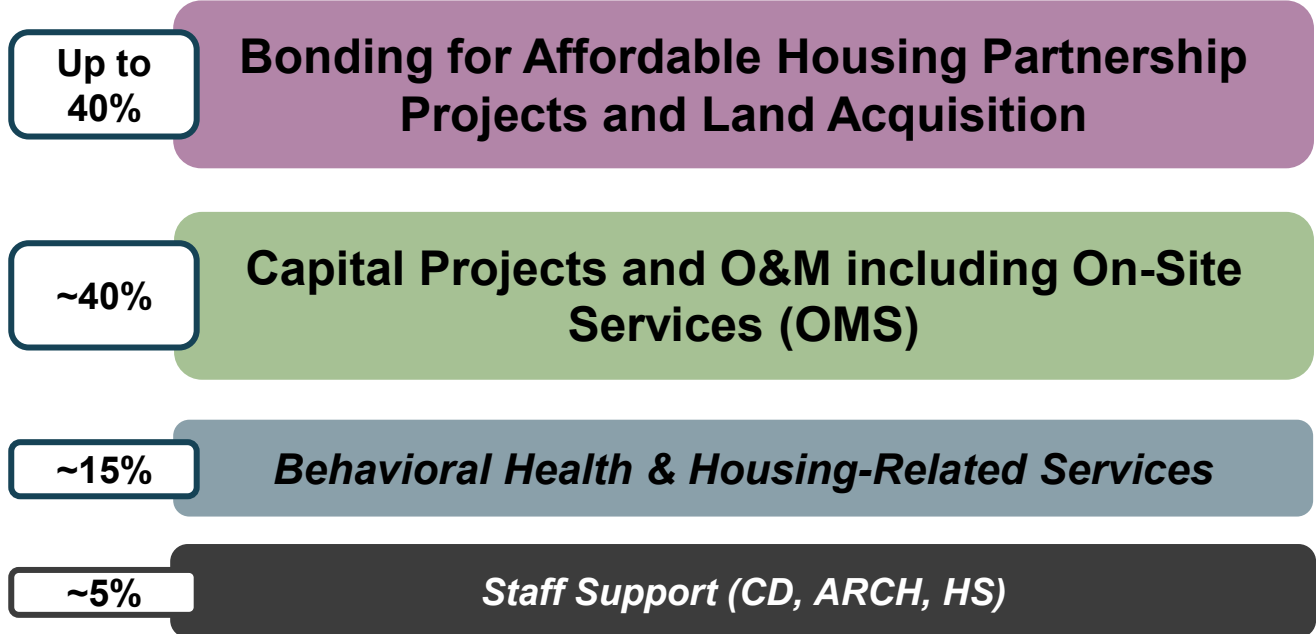 Up to
40%
Bonding for Affordable Housing Partnership
Projects and Land Acquisition
~40%
Capital Projects and O&M including On-Site
Services (OMS)
~15%
Behavioral Health & Housing-Related Services
~5%
Staff Support (CD, ARCH, HS)